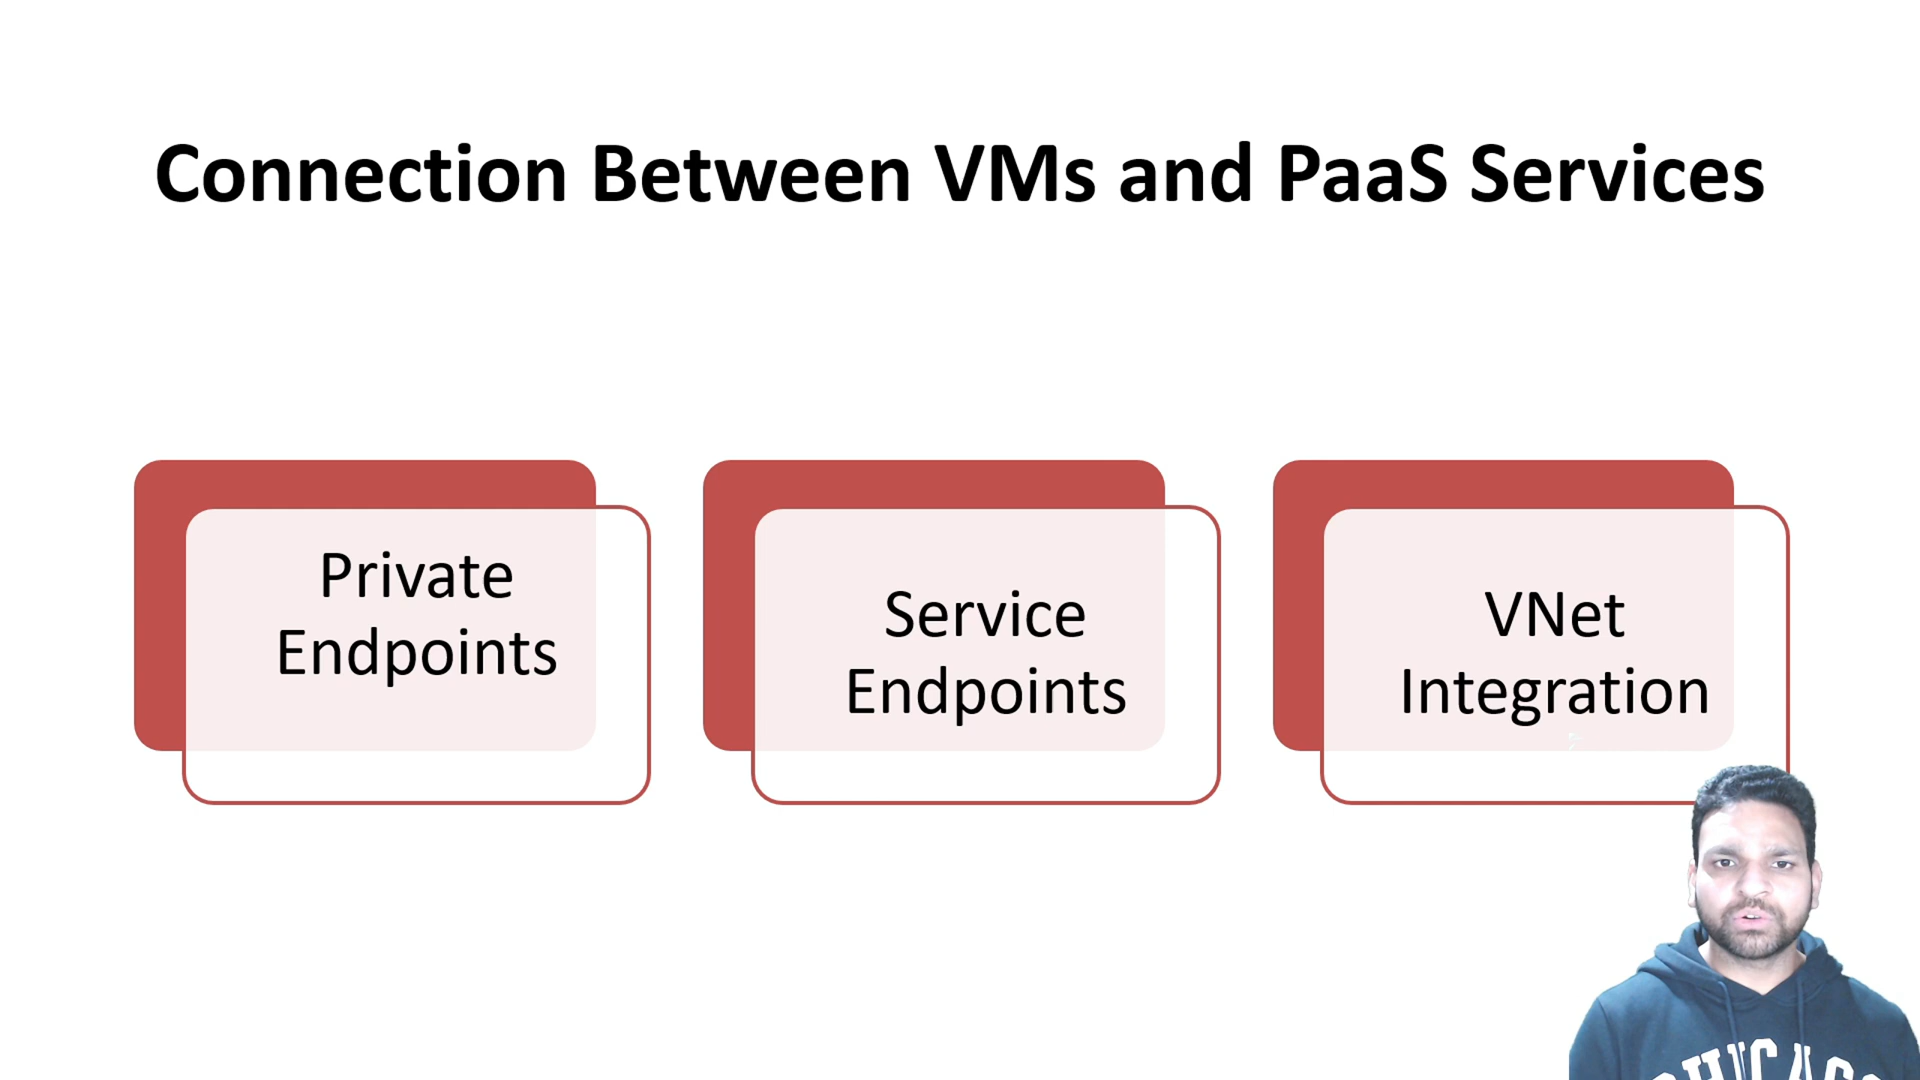 Connection Between VMs and PaaS Services
Private
Endpoints
Service
Endpoints
VNet
Integration